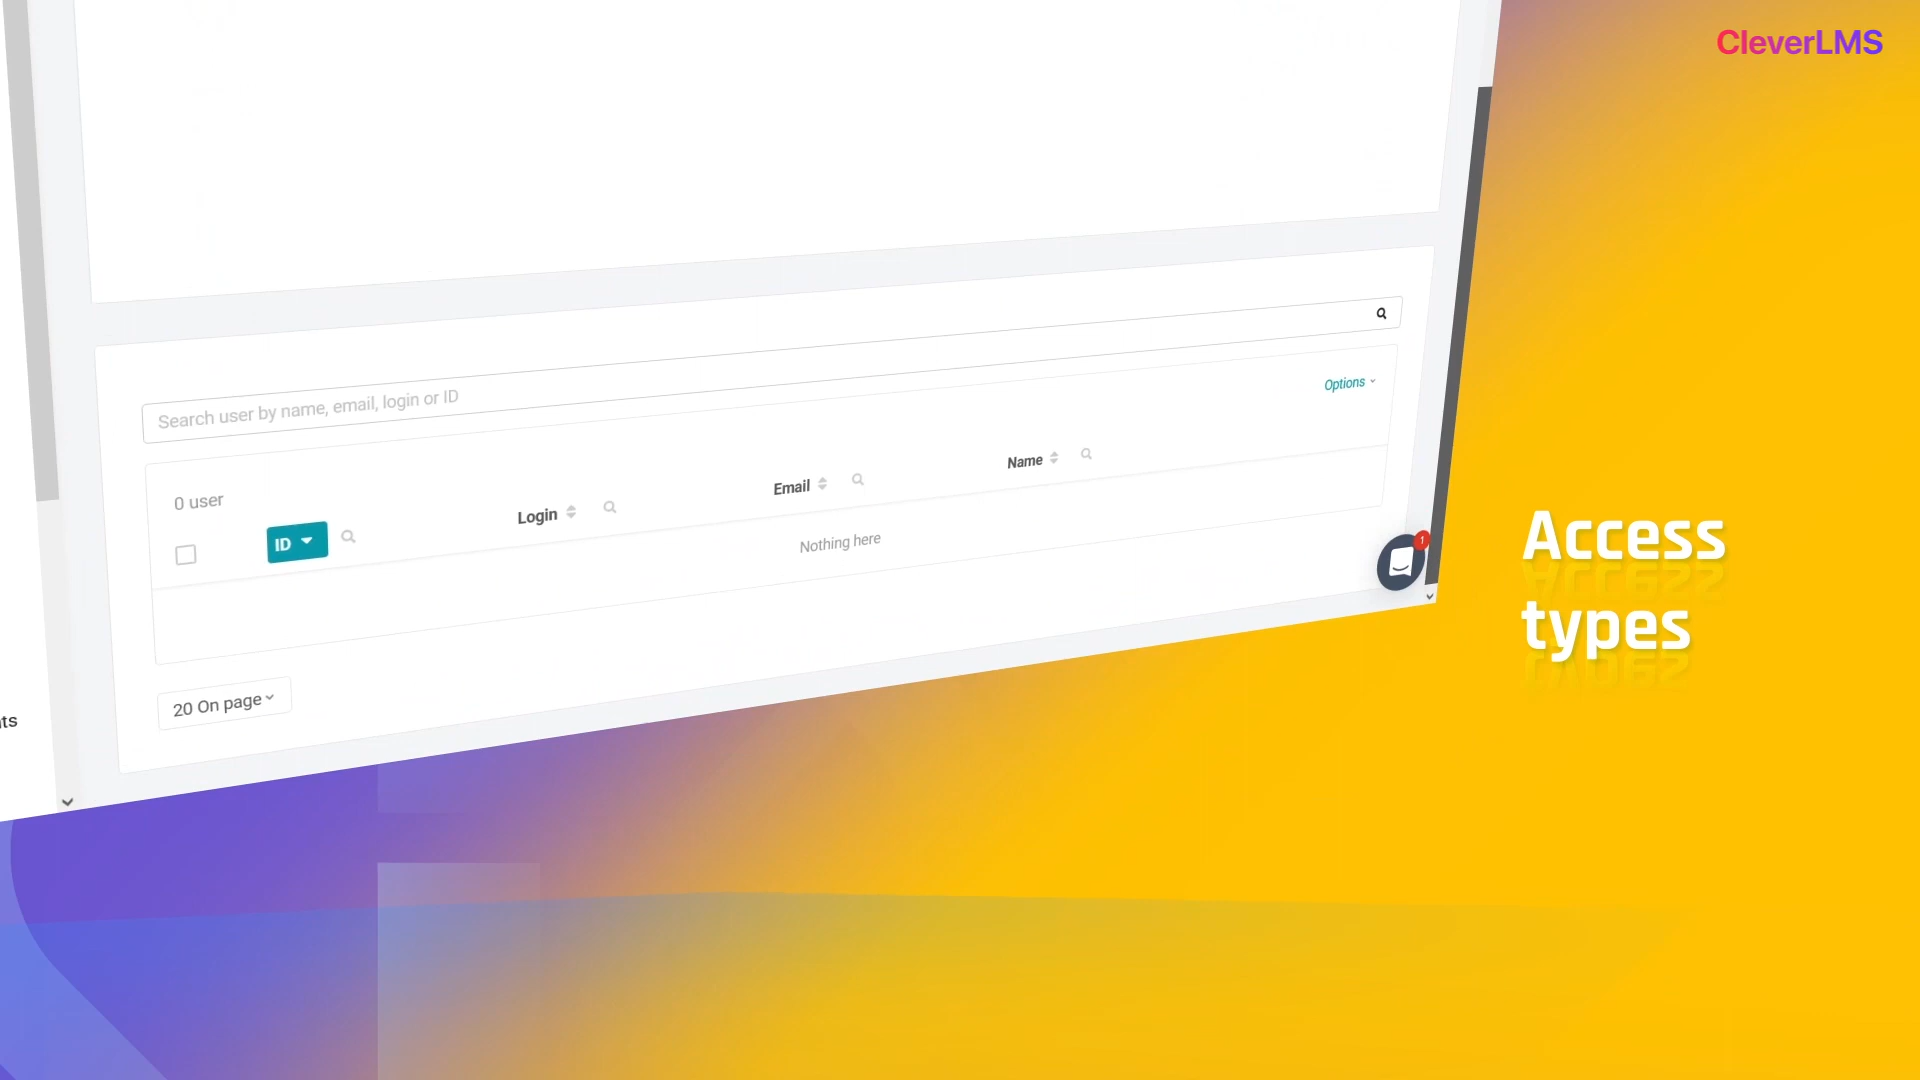 CleverLMS
Search user by name, email, login or ID
Options
0 user
ID
Login
Email
Name
Nothing here
1
20 On page
Access
types